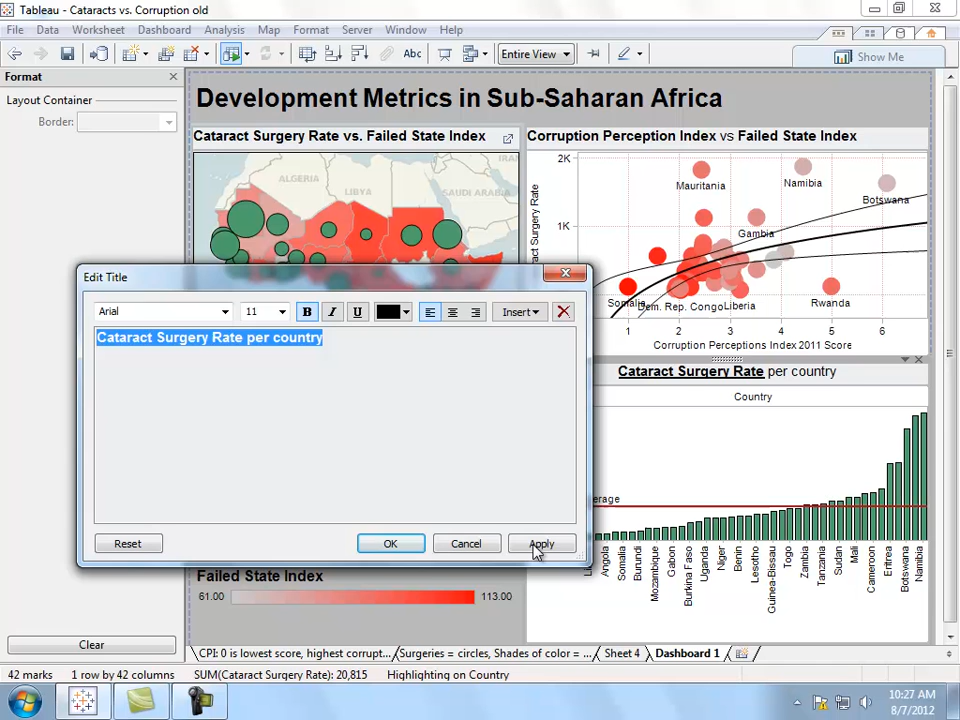 Tableau - Cataracts vs. Corruption old
File Data Worksheet Dashboard Analysis Map Format Server Window Help
Abc
Entire View
Show Me
Format
Layout Container
Border:
Clear
Development Metrics in Sub-Saharan Africa
Cataract Surgery Rate vs. Failed State Index
ALGERIA
LIBYA
SAUDI ARABIA
IRAN
Corruption Perception Index vs Failed State Index
2K
1K
Mauritania
Namibia
Botswana
Gambia
Somalia
Dem. Rep. Congo
Liberia
Rwanda
1 2 3 4 5 6
Corruption Perceptions Index 2011 Score
Edit Title
Arial 11 B I U Insert
Cataract Surgery Rate per country
Reset OK Cancel Apply
Cataract Surgery Rate per country
Country
Angola
Somalia
Burundi
Mozambique
Gabon
Burkina Faso
Uganda
Niger
Benin
Lesotho
Guinea-Bissau
Togo
Zambia
Tanzania
Sudan
Mali
Cameroon
Eritrea
Botswana
Namibia
Failed State Index
61.00 113.00
CPI: 0 is lowest score, highest corrupt... Surgeries = circles, Shades of color = ... Sheet 4 Dashboard 1
42 marks 1 row by 42 columns SUM(Cataract Surgery Rate): 20,815 Highlighting on Country
10:27 AM
8/7/2012